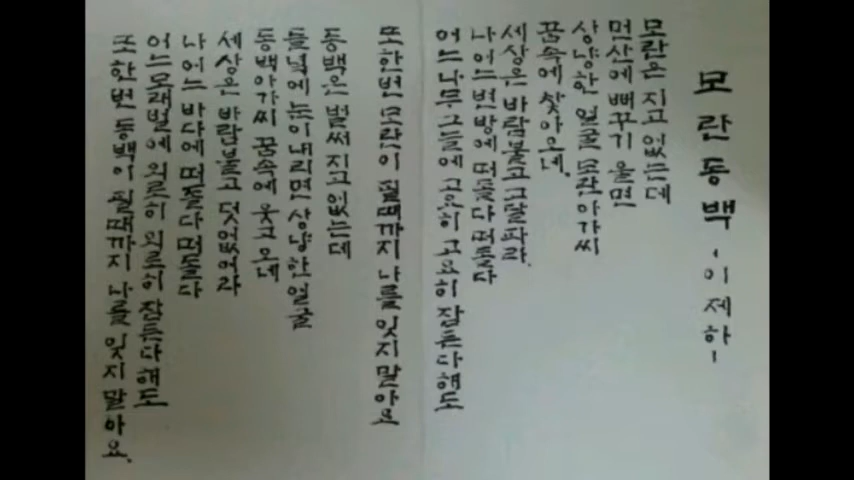 모란동백
- 이제하 -
모란은 지고 있는데
먼산에 뻐꾸기 울면
상냥한 얼굴 모란 아가씨
꿈속에 찾아오네.
세상은 바람불고 고달파라.
나 어느 변방에 떠돌다 떠돌다
어느 나무그늘에 고요히 고요히 잠든다해도
또 한번 모란이 필때까지 나를 잊지 말아요
동백은 벌써 지고 있는데
들녘에 눈이 내리면 상냥한 얼굴
동백아가씨 꿈속에 웃고 오네
세상은 바람불고 덧없어라
나 어느 바다에 떠돌다 떠돌다
어느 모래벌에 외로이 외로이 잠든다해도
또 한번 동백이 필때까지 나를 잊지 말아요.